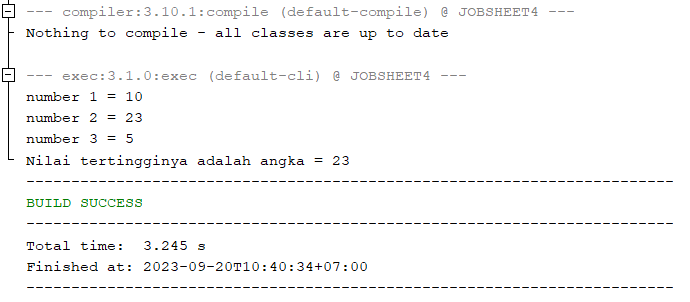 --- compiler:3.10.1:compile (default-compile) @ JOBSHEET4 ---
Nothing to compile - all classes are up to date
--- exec:3.1.0:exec (default-cli) @ JOBSHEET4 ---
number 1 = 10
number 2 = 23
number 3 = 5
Nilai tertingginya adalah angka = 23
------------------------------------------------------------------------
BUILD SUCCESS
------------------------------------------------------------------------
Total time:  3.245 s
Finished at: 2023-09-20T10:40:34+07:00
------------------------------------------------------------------------